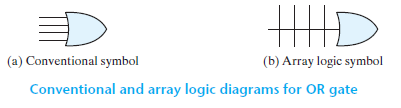 (a) Conventional symbol
(b) Array logic symbol
Conventional and array logic diagrams for OR gate